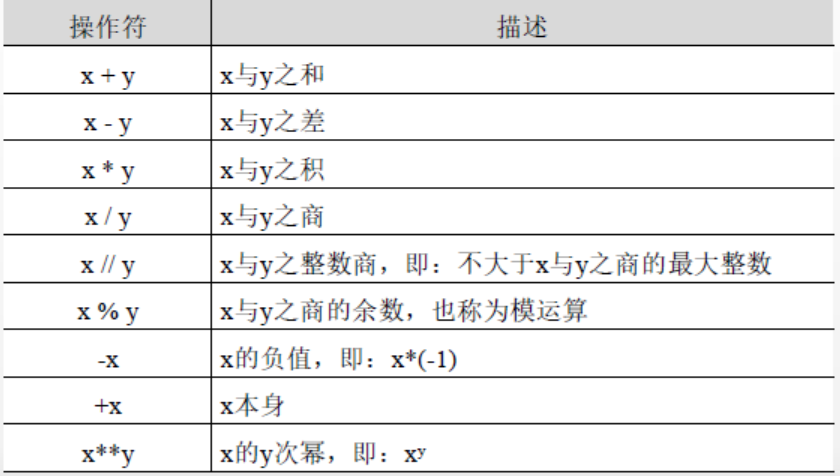 操作符 描述
x + y x与y之和
x - y x与y之差
x * y x与y之积
x / y x与y之商
x // y x与y之整数商，即：不大于x与y之商的最大整数
x % y x与y之商的余数，也称为模运算
-x x的负值，即：x*(-1)
+x x本身
x**y x的y次幂，即：xʸ